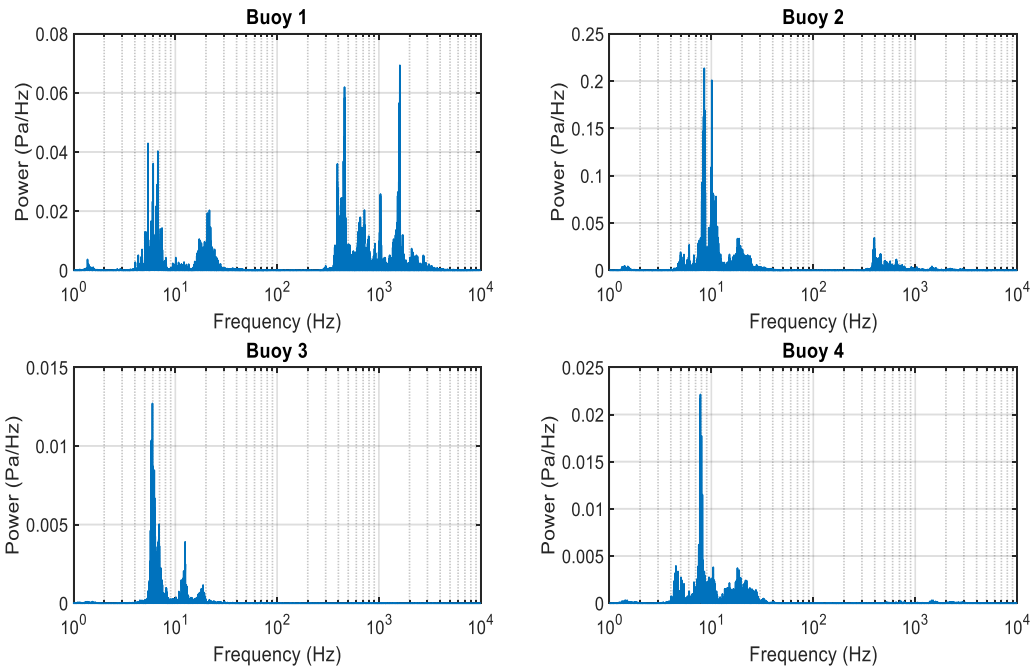 Buoy 1
0.08
0.06
0.04
0.02
0
Power (Pa/Hz)
10^0 10^1 10^2 10^3 10^4
Frequency (Hz)
Buoy 2
0.25
0.2
0.15
0.1
0.05
0
Power (Pa/Hz)
10^0 10^1 10^2 10^3 10^4
Frequency (Hz)
Buoy 3
0.015
0.01
0.005
0
Power (Pa/Hz)
10^0 10^1 10^2 10^3 10^4
Frequency (Hz)
Buoy 4
0.025
0.02
0.015
0.01
0.005
0
Power (Pa/Hz)
10^0 10^1 10^2 10^3 10^4
Frequency (Hz)